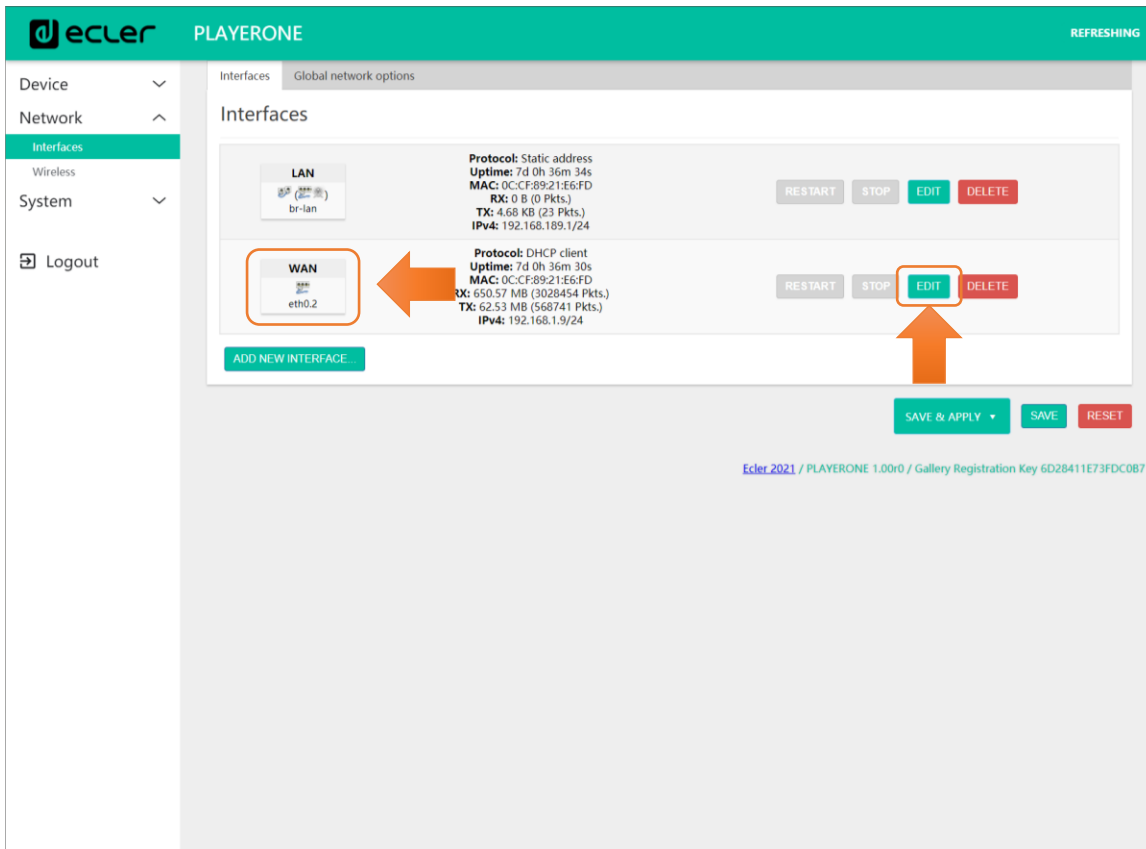 ecler
PLAYERONE
REFRESHING
Device
Network
Interfaces
Wireless
System
Logout
Interfaces
Global network options
Interfaces
LAN
br-lan
Protocol: Static address
Uptime: 7d 0h 36m 34s
MAC: 0C:CF:89:21:E6:FD
RX: 0 B (0 Pkts.)
TX: 4.68 KB (23 Pkts.)
IPv4: 192.168.189.1/24
RESTART STOP EDIT DELETE
WAN
eth0.2
Protocol: DHCP client
Uptime: 7d 0h 36m 30s
MAC: 0C:CF:89:21:E6:FD
RX: 650.57 MB (3028454 Pkts.)
TX: 62.53 MB (568741 Pkts.)
IPv4: 192.168.1.9/24
RESTART STOP EDIT DELETE
ADD NEW INTERFACE...
SAVE & APPLY SAVE RESET
Ecler 2021 / PLAYERONE 1.00r0 / Gallery Registration Key 6D28411E73FDC0B7